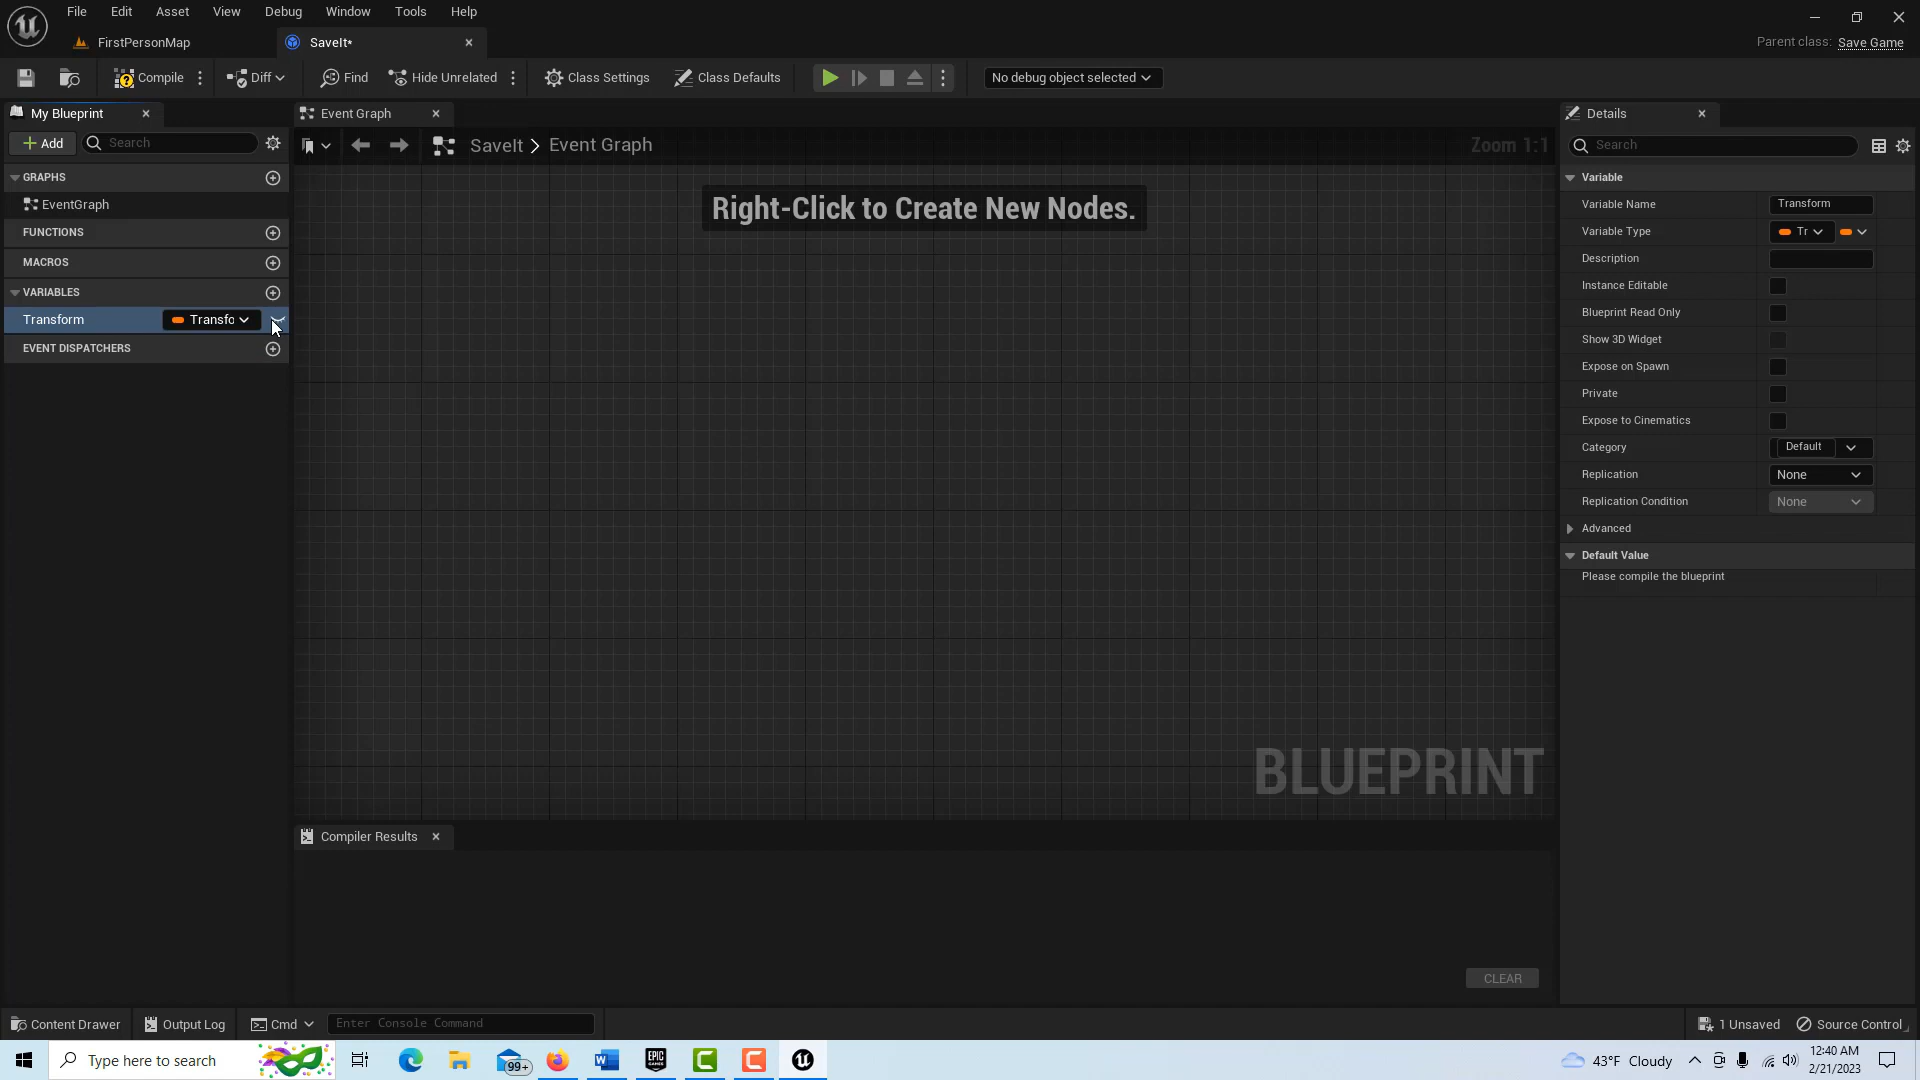 File Edit Asset View Debug Window Tools Help
FirstPersonMap SaveIt*
Parent class: Save Game
Compile Diff Find Hide Unrelated Class Settings Class Defaults No debug object selected
My Blueprint Event Graph Details
Add Search SaveIt > Event Graph Zoom 1:1 Search
GRAPHS
EventGraph
FUNCTIONS
MACROS
VARIABLES
Transform Transfo
EVENT DISPATCHERS
Right-Click to Create New Nodes.
BLUEPRINT
Variable
Variable Name Transform
Variable Type Tr
Description
Instance Editable
Blueprint Read Only
Show 3D Widget
Expose on Spawn
Private
Expose to Cinematics
Category Default
Replication None
Replication Condition None
Advanced
Default Value
Please compile the blueprint
Compiler Results
CLEAR
Content Drawer Output Log Cmd Enter Console Command 1 Unsaved Source Control
Type here to search 99+ W EPIC GAMES C C 43°F Cloudy 12:40 AM
2/21/2023